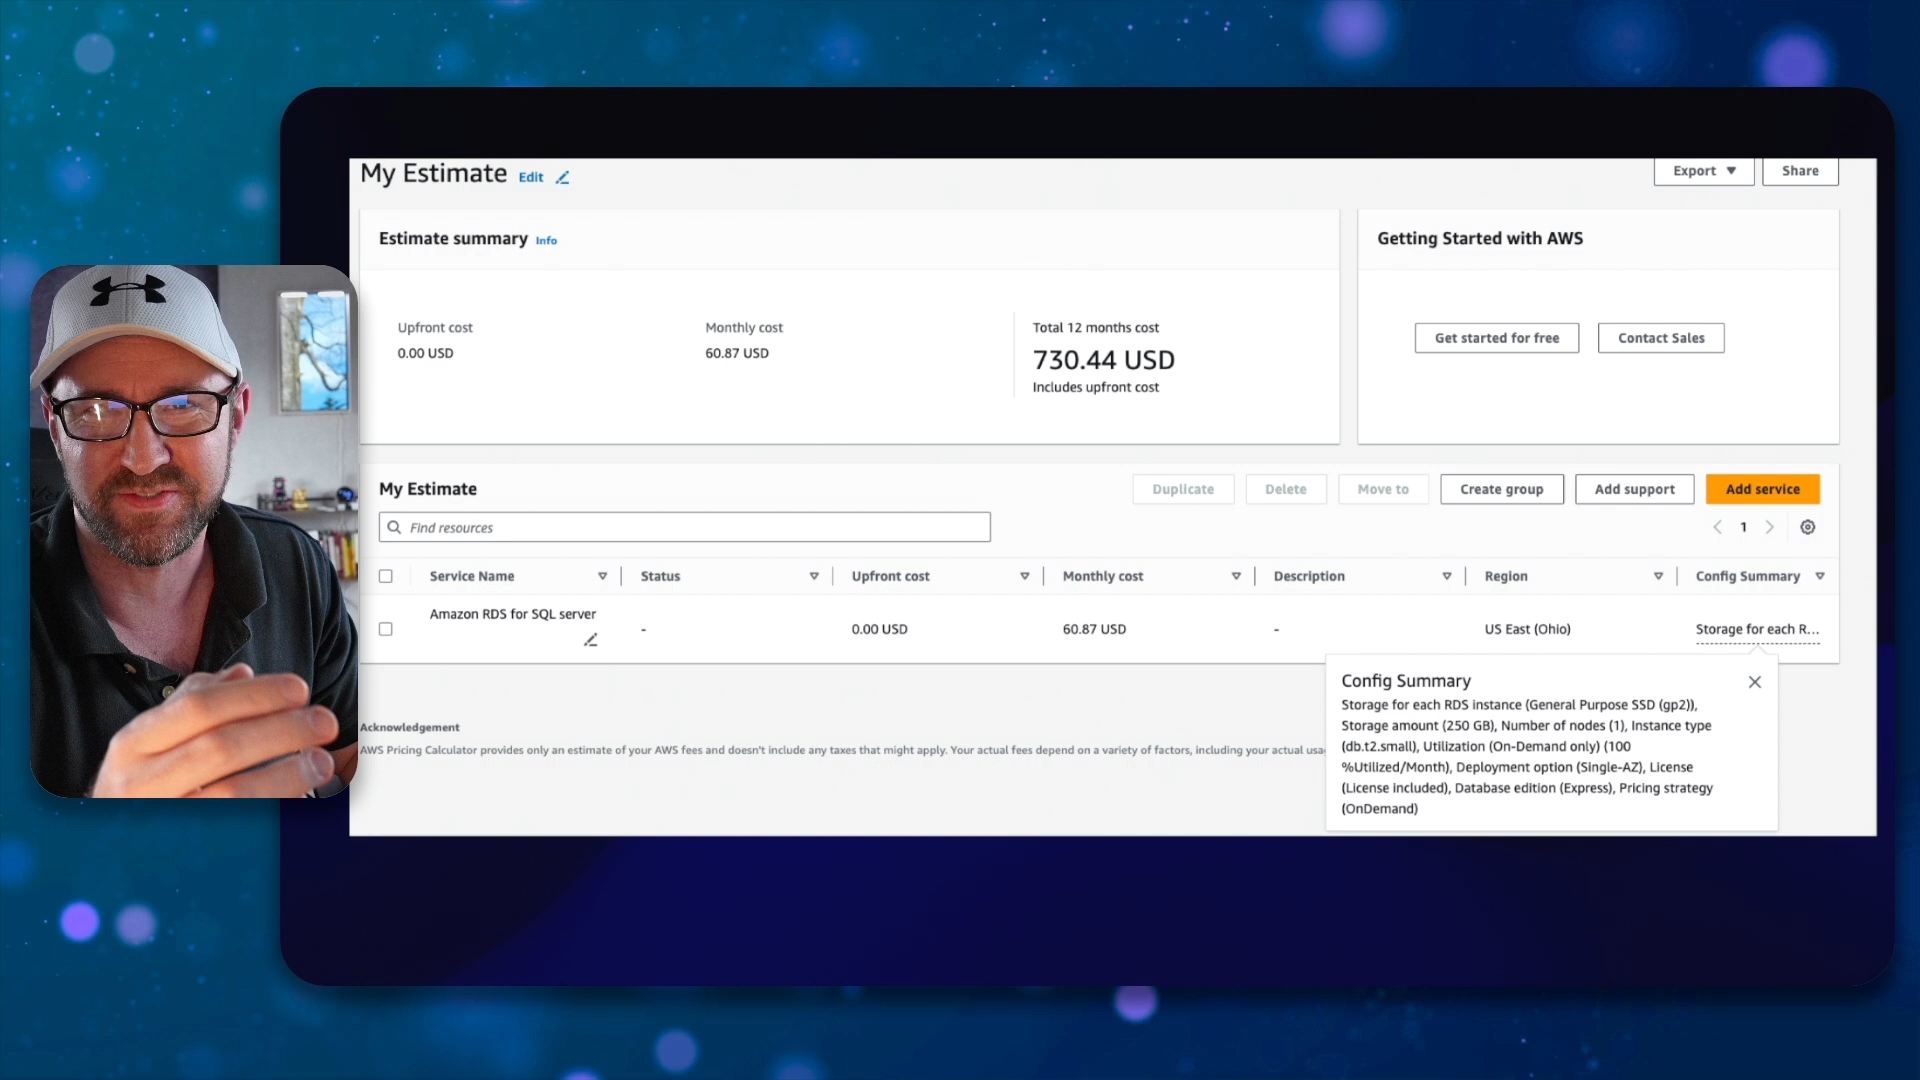 My Estimate Edit
Export ▼ Share
Estimate summary Info
Getting Started with AWS
Upfront cost
0.00 USD
Monthly cost
60.87 USD
Total 12 months cost
730.44 USD
Includes upfront cost
Get started for free
Contact Sales
My Estimate
Duplicate Delete Move to Create group Add support Add service
Find resources
1
Service Name Status Upfront cost Monthly cost Description Region Config Summary
Amazon RDS for SQL server - 0.00 USD 60.87 USD - US East (Ohio) Storage for each R...
Config Summary
Storage for each RDS instance (General Purpose SSD (gp2)),
Storage amount (250 GB), Number of nodes (1), Instance type
(db.t2.small), Utilization (On-Demand only) (100
%Utilized/Month), Deployment option (Single-AZ), License
(License included), Database edition (Express), Pricing strategy
(OnDemand)
Acknowledgement
AWS Pricing Calculator provides only an estimate of your AWS fees and doesn't include any taxes that might apply. Your actual fees depend on a variety of factors, including your actual